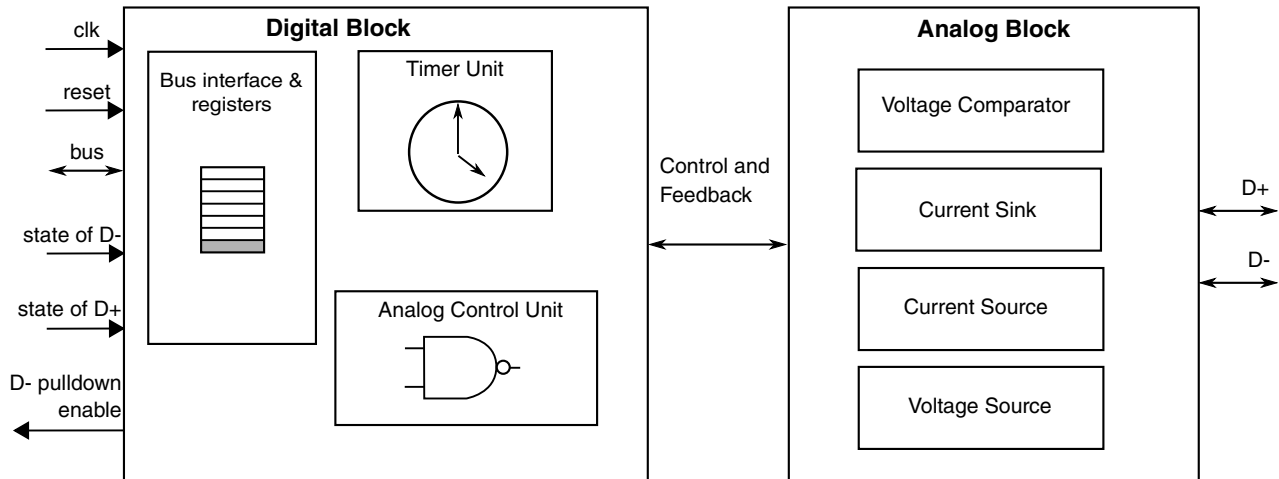 Digital Block
Analog Block
clk
reset
bus
state of D-
state of D+
D- pulldown
enable
Bus interface &
registers
Timer Unit
Analog Control Unit
Control and
Feedback
Voltage Comparator
Current Sink
Current Source
Voltage Source
D+
D-